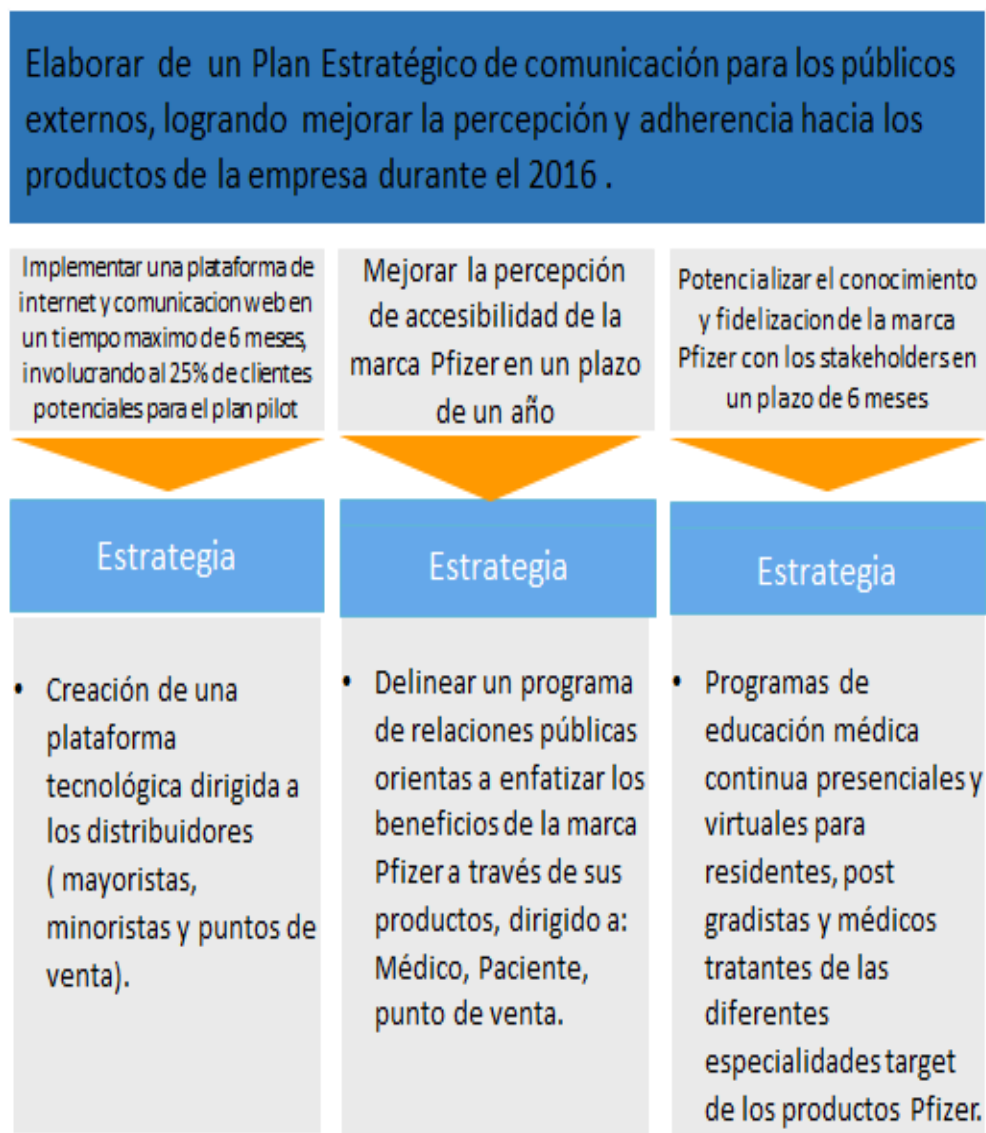 Elaborar de un Plan Estratégico de comunicación para los públicos
externos, logrando mejorar la percepción y adherencia hacia los
productos de la empresa durante el 2016 .
Implementar una plataforma de
internet y comunicacion web en
un tiempo maximo de 6 meses,
involucrando al 25% de clientes
potenciales para el plan pilot
Mejorar la percepción
de accesibilidad de la
marca Pfizer en un plazo
de un año
Potencializar el conocimiento
y fidelizacion de la marca
Pfizer con los stakeholders en
un plazo de 6 meses
Estrategia
Estrategia
Estrategia
• Creación de una
plataforma
tecnológica dirigida a
los distribuidores
( mayoristas,
minoristas y puntos de
venta).
• Delinear un programa
de relaciones públicas
orientas a enfatizar los
beneficios de la marca
Pfizer a través de sus
productos, dirigido a:
Médico, Paciente,
punto de venta.
• Programas de
educación médica
continua presenciales y
virtuales para
residentes, post
gradistas y médicos
tratantes de las
diferentes
especialidades target
de los productos Pfizer.